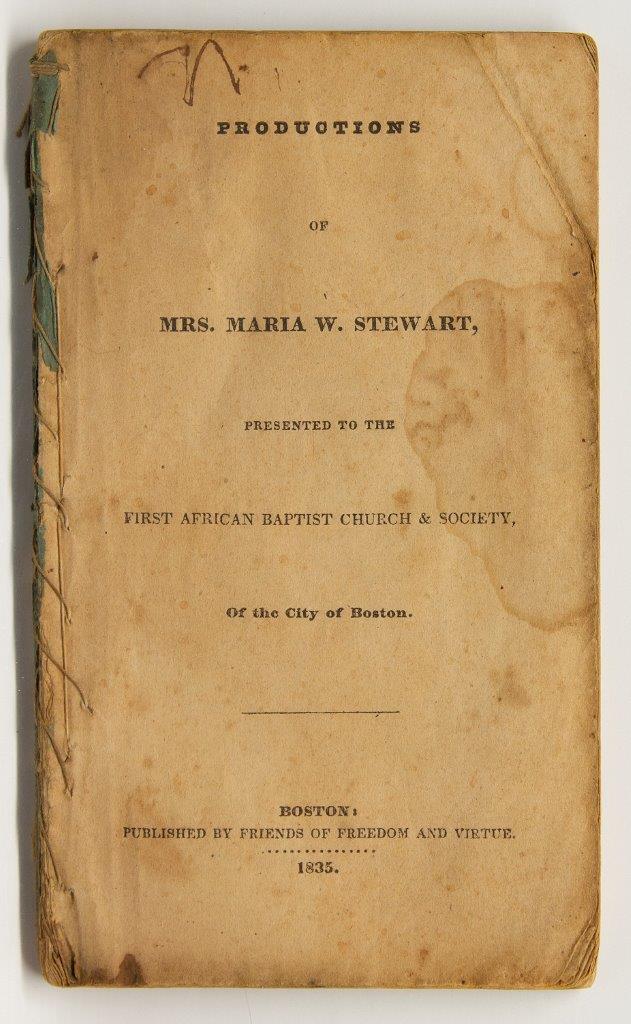 PRODUCTIONS
OF
MRS. MARIA W. STEWART,
PRESENTED TO THE
FIRST AFRICAN BAPTIST CHURCH & SOCIETY,
Of the City of Boston.
BOSTON:
PUBLISHED BY FRIENDS OF FREEDOM AND VIRTUE.
1835.